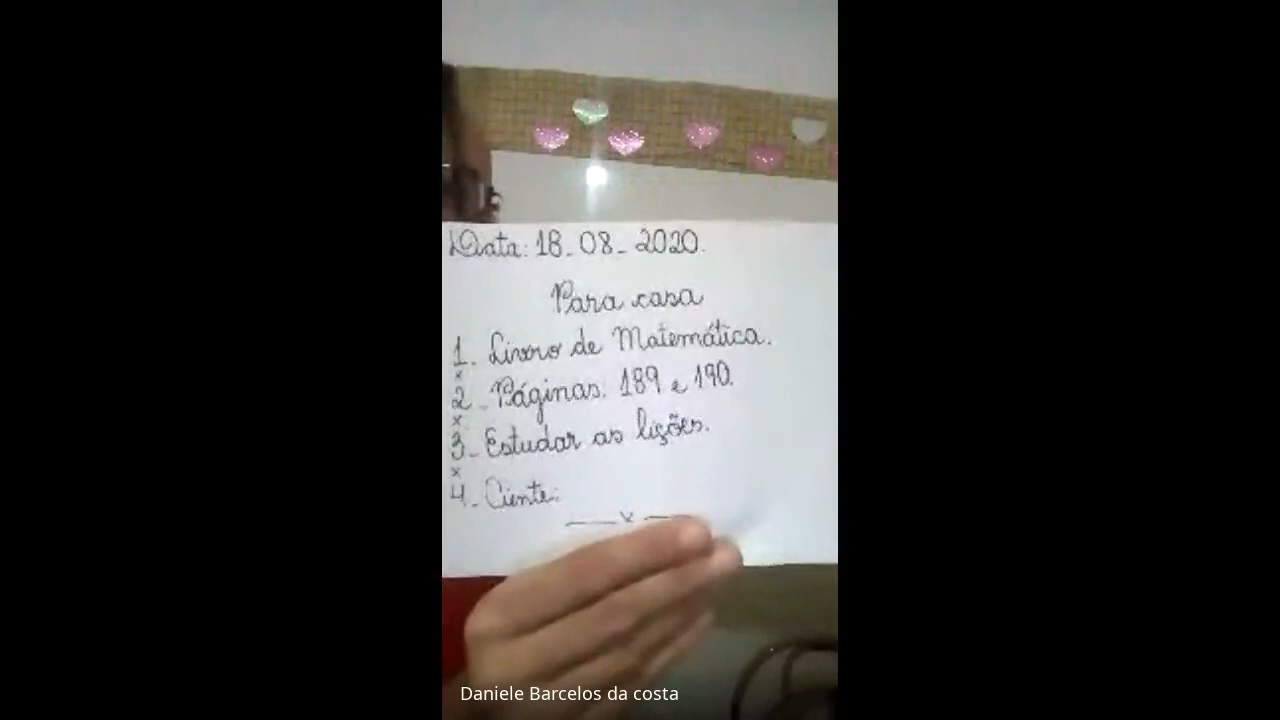 Data: 18-08-2020.
Para casa
1- Livro de Matemática.
x
2- Páginas: 189 e 190.
x
3- Estudar as lições.
x
4- Ciente:
—— x ——
Daniele Barcelos da costa